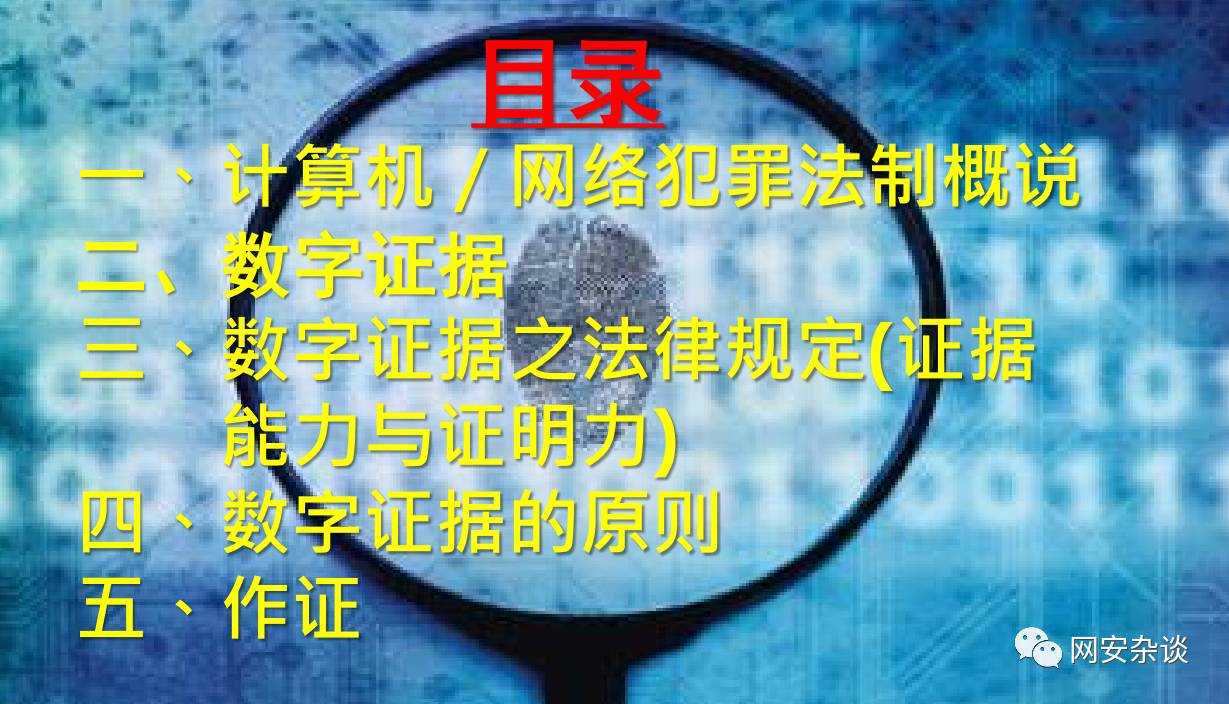 目录
一、计算机／网络犯罪法制概说
二、数字证据
三、数字证据之法律规定(证据
能力与证明力)
四、数字证据的原则
五、作证
网安杂谈